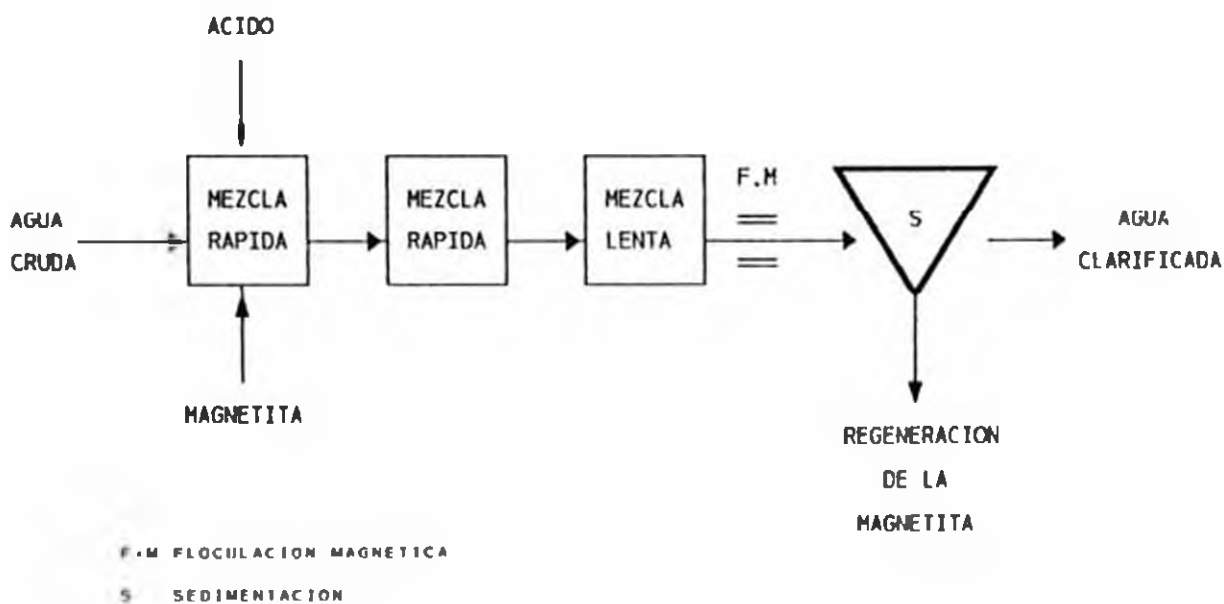 ACIDO
AGUA
CRUDA
MEZCLA
RAPIDA
MEZCLA
RAPIDA
MEZCLA
LENTA
F.M
S
AGUA
CLARIFICADA
MAGNETITA
REGENERACION
DE LA
MAGNETITA
F.M FLOCULACION MAGNETICA
S SEDIMENTACION